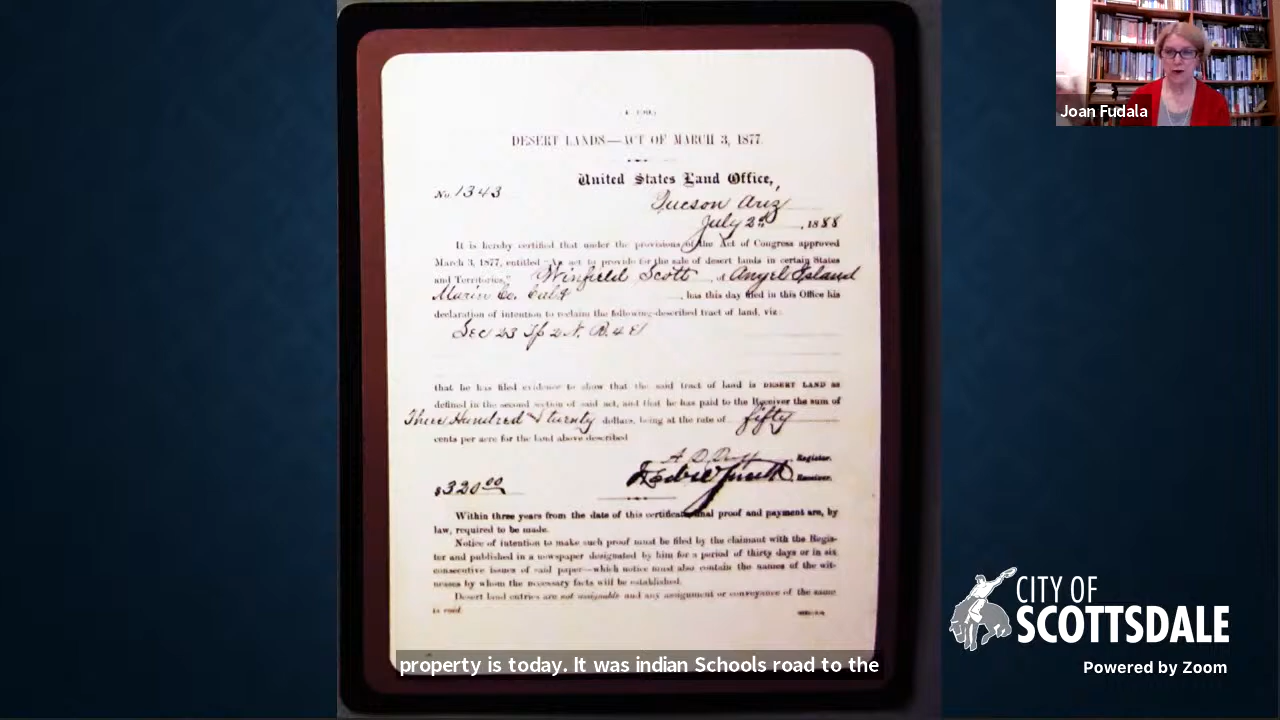 DESERT LANDS—ACT OF MARCH 3, 1877.
United States Land Office,
No. 1343
Tucson Ariz
July 2nd, 1888
It is hereby certified that under the provisions of the Act of Congress approved
March 3, 1877, entitled "An act to provide for the sale of desert lands in certain States
and Territories," Winfield Scott of Angel Island
Marin Co. Calif, has this day filed in this Office his
declaration of intention to reclaim the following-described tract of land, viz:
Sec 23 Tp 2 N. R. 4 E
that he has filed evidence to show that the said tract of land is DESERT LAND as
defined in the second section of said act, and that he has paid to the Receiver the sum of
Three Hundred & twenty dollars, being at the rate of fifty
cents per acre for the land above described
Register.
Receiver.
$320.00
Within three years from the date of this certificate final proof and payment are, by
law, required to be made.
Notice of intention to make such proof must be filed by the claimant with the Regis-
ter and published in a newspaper designated by him for a period of thirty days or in six
consecutive issues of said paper—which notice must also contain the names of the wit-
nesses by whom the necessary facts will be established.
Desert land entries are not assignable and any assignment or conveyance of the same
is void.
property is today. It was indian Schools road to the
Joan Fudala
CITY OF
SCOTTSDALE
Powered by Zoom